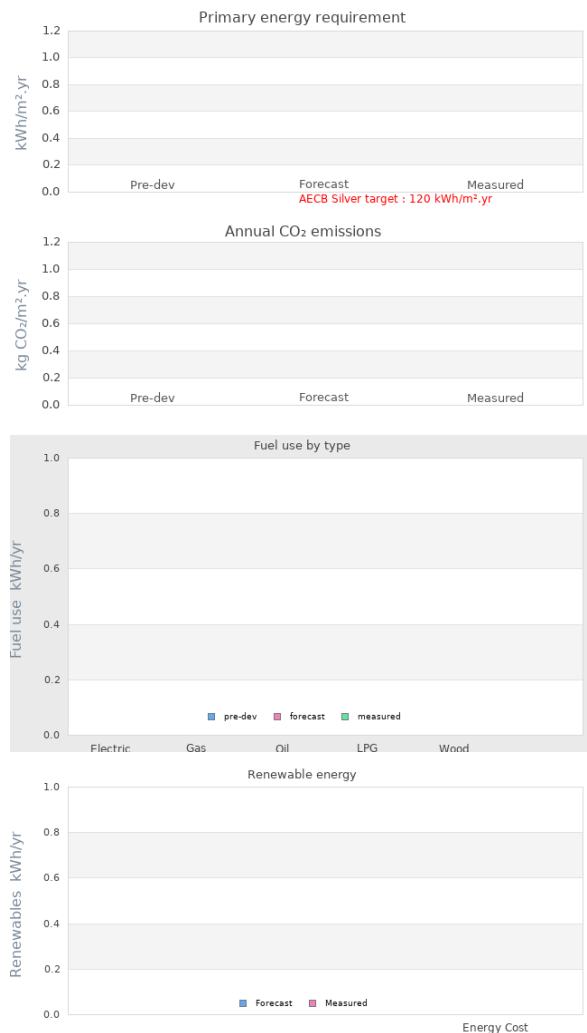 Primary energy requirement
kWh/m².yr
1.2
1.0
0.8
0.6
0.4
0.2
0.0
Pre-dev Forecast Measured
AECB Silver target : 120 kWh/m².yr
Annual CO₂ emissions
kg CO₂/m².yr
1.2
1.0
0.8
0.6
0.4
0.2
0.0
Pre-dev Forecast Measured
Fuel use by type
Fuel use kWh/yr
1.0
0.8
0.6
0.4
0.2
0.0
pre-dev forecast measured
Electric Gas Oil LPG Wood
Renewable energy
Renewables kWh/yr
1.0
0.8
0.6
0.4
0.2
0.0
Forecast Measured
Energy Cost